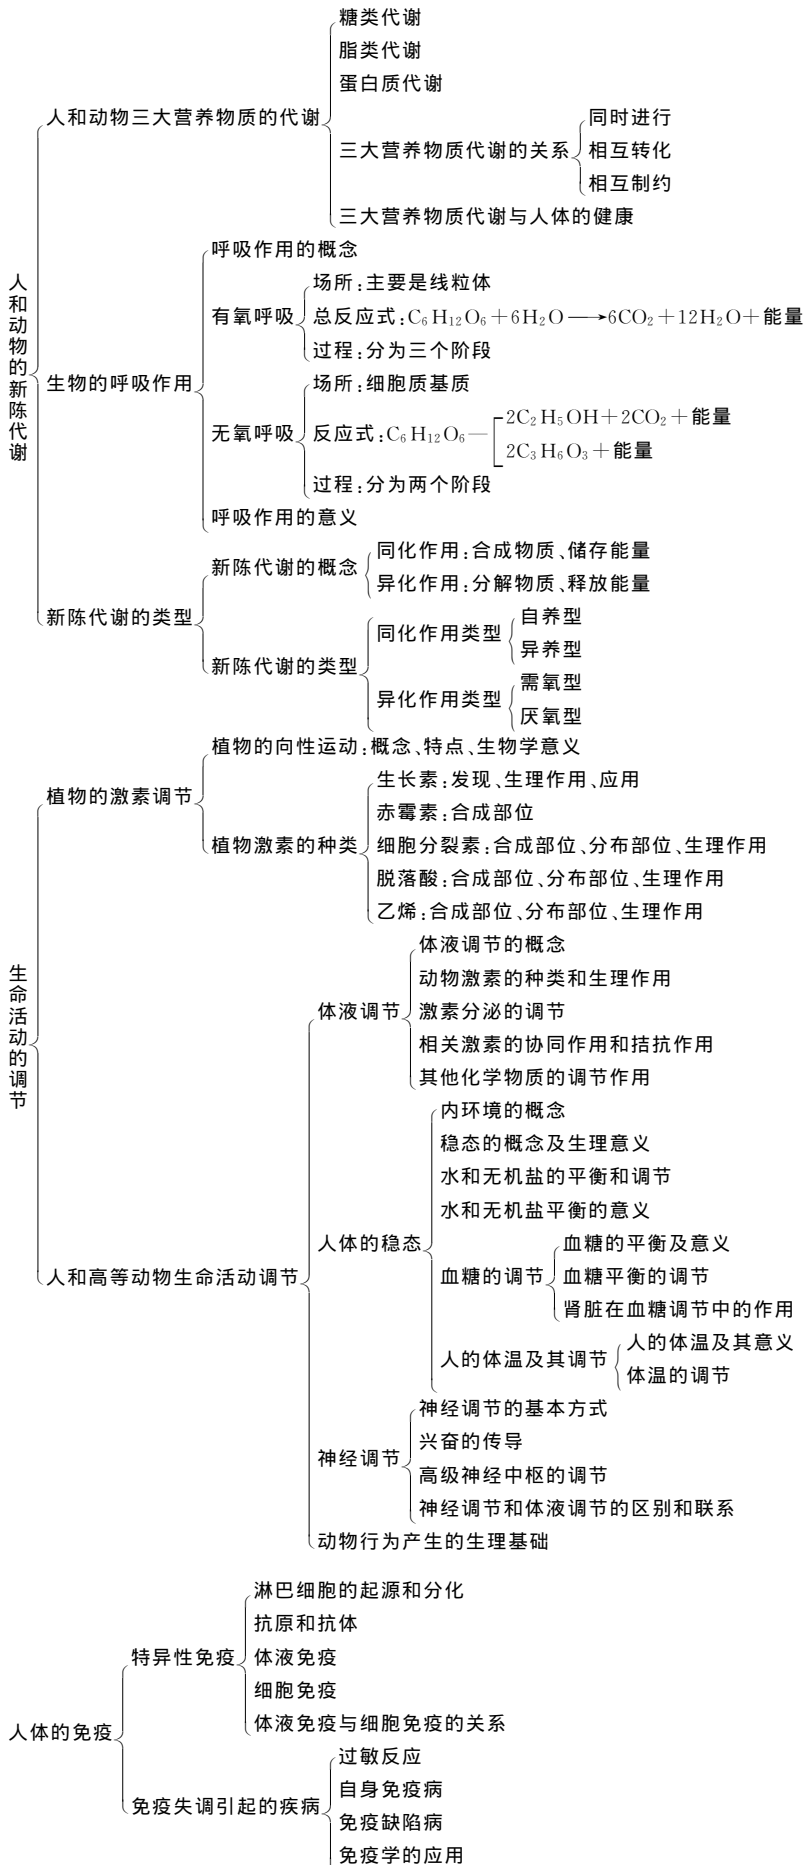 糖类代谢
脂类代谢
蛋白质代谢
人和动物三大营养物质的代谢
同时进行
三大营养物质代谢的关系
相互转化
相互制约
三大营养物质代谢与人体的健康
人和动物的新陈代谢
呼吸作用的概念
场所:主要是线粒体
有氧呼吸
总反应式:C₆H₁₂O₆+6H₂O⟶6CO₂+12H₂O+能量
过程:分为三个阶段
生物的呼吸作用
场所:细胞质基质
无氧呼吸
反应式:C₆H₁₂O₆—
2C₂H₅OH+2CO₂+能量
2C₃H₆O₃+能量
过程:分为两个阶段
呼吸作用的意义
新陈代谢的概念
同化作用:合成物质、储存能量
异化作用:分解物质、释放能量
新陈代谢的类型
新陈代谢的类型
同化作用类型
自养型
异养型
异化作用类型
需氧型
厌氧型
植物的向性运动:概念、特点、生物学意义
植物的激素调节
生长素:发现、生理作用、应用
赤霉素:合成部位
植物激素的种类
细胞分裂素:合成部位、分布部位、生理作用
脱落酸:合成部位、分布部位、生理作用
乙烯:合成部位、分布部位、生理作用
生命活动的调节
体液调节的概念
动物激素的种类和生理作用
体液调节
激素分泌的调节
相关激素的协同作用和拮抗作用
其他化学物质的调节作用
内环境的概念
稳态的概念及生理意义
水和无机盐的平衡和调节
水和无机盐平衡的意义
人体的稳态
人和高等动物生命活动调节
血糖的调节
血糖的平衡及意义
血糖平衡的调节
肾脏在血糖调节中的作用
人的体温及其调节
人的体温及其意义
体温的调节
神经调节的基本方式
兴奋的传导
神经调节
高级神经中枢的调节
神经调节和体液调节的区别和联系
动物行为产生的生理基础
淋巴细胞的起源和分化
抗原和抗体
特异性免疫
体液免疫
细胞免疫
体液免疫与细胞免疫的关系
人体的免疫
过敏反应
自身免疫病
免疫失调引起的疾病
免疫缺陷病
免疫学的应用